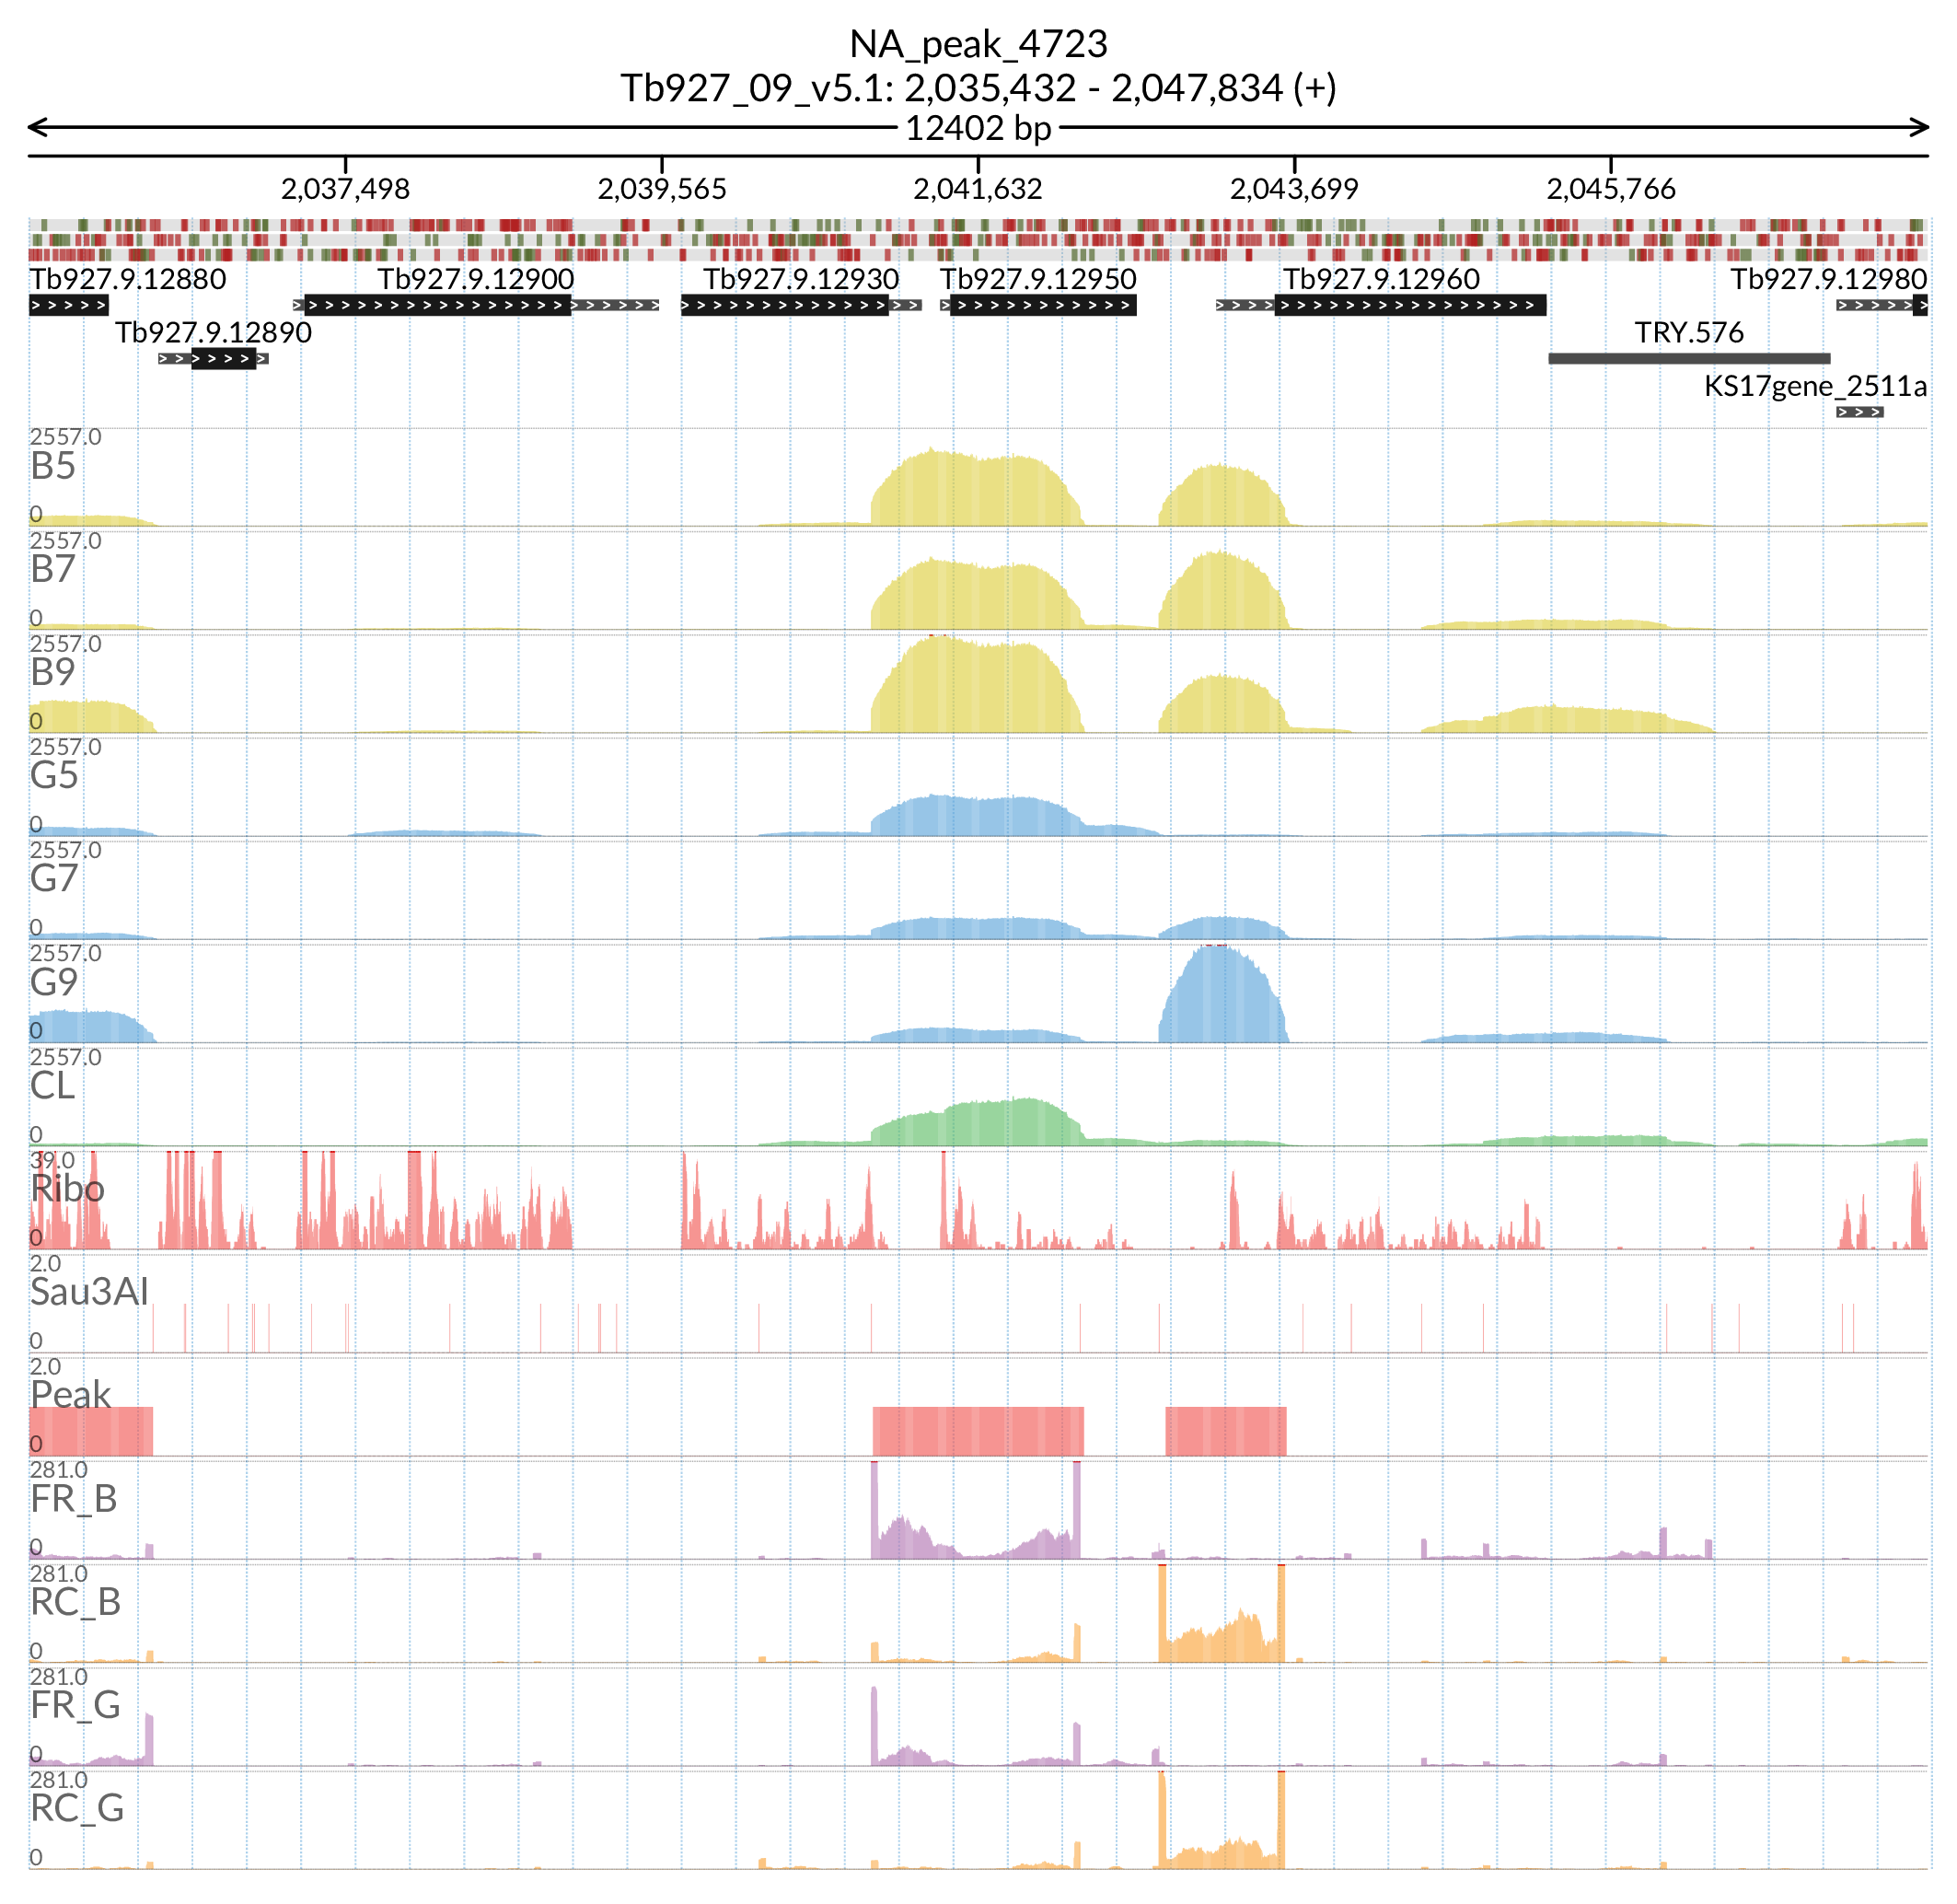 NA_peak_4723
Tb927_09_v5.1: 2,035,432 - 2,047,834 (+)
12402 bp
2,037,498 2,039,565 2,041,632 2,043,699 2,045,766
Tb927.9.12880 Tb927.9.12900 Tb927.9.12930 Tb927.9.12950 Tb927.9.12960 Tb927.9.12980
Tb927.9.12890 TRY.576
KS17gene_2511a
2557.0
B5
0
2557.0
B7
0
2557.0
B9
0
2557.0
G5
0
2557.0
G7
0
2557.0
G9
0
2557.0
CL
0
39.0
Ribo
0
2.0
Sau3AI
0
2.0
Peak
0
281.0
FR_B
0
281.0
RC_B
0
281.0
FR_G
0
281.0
RC_G
0